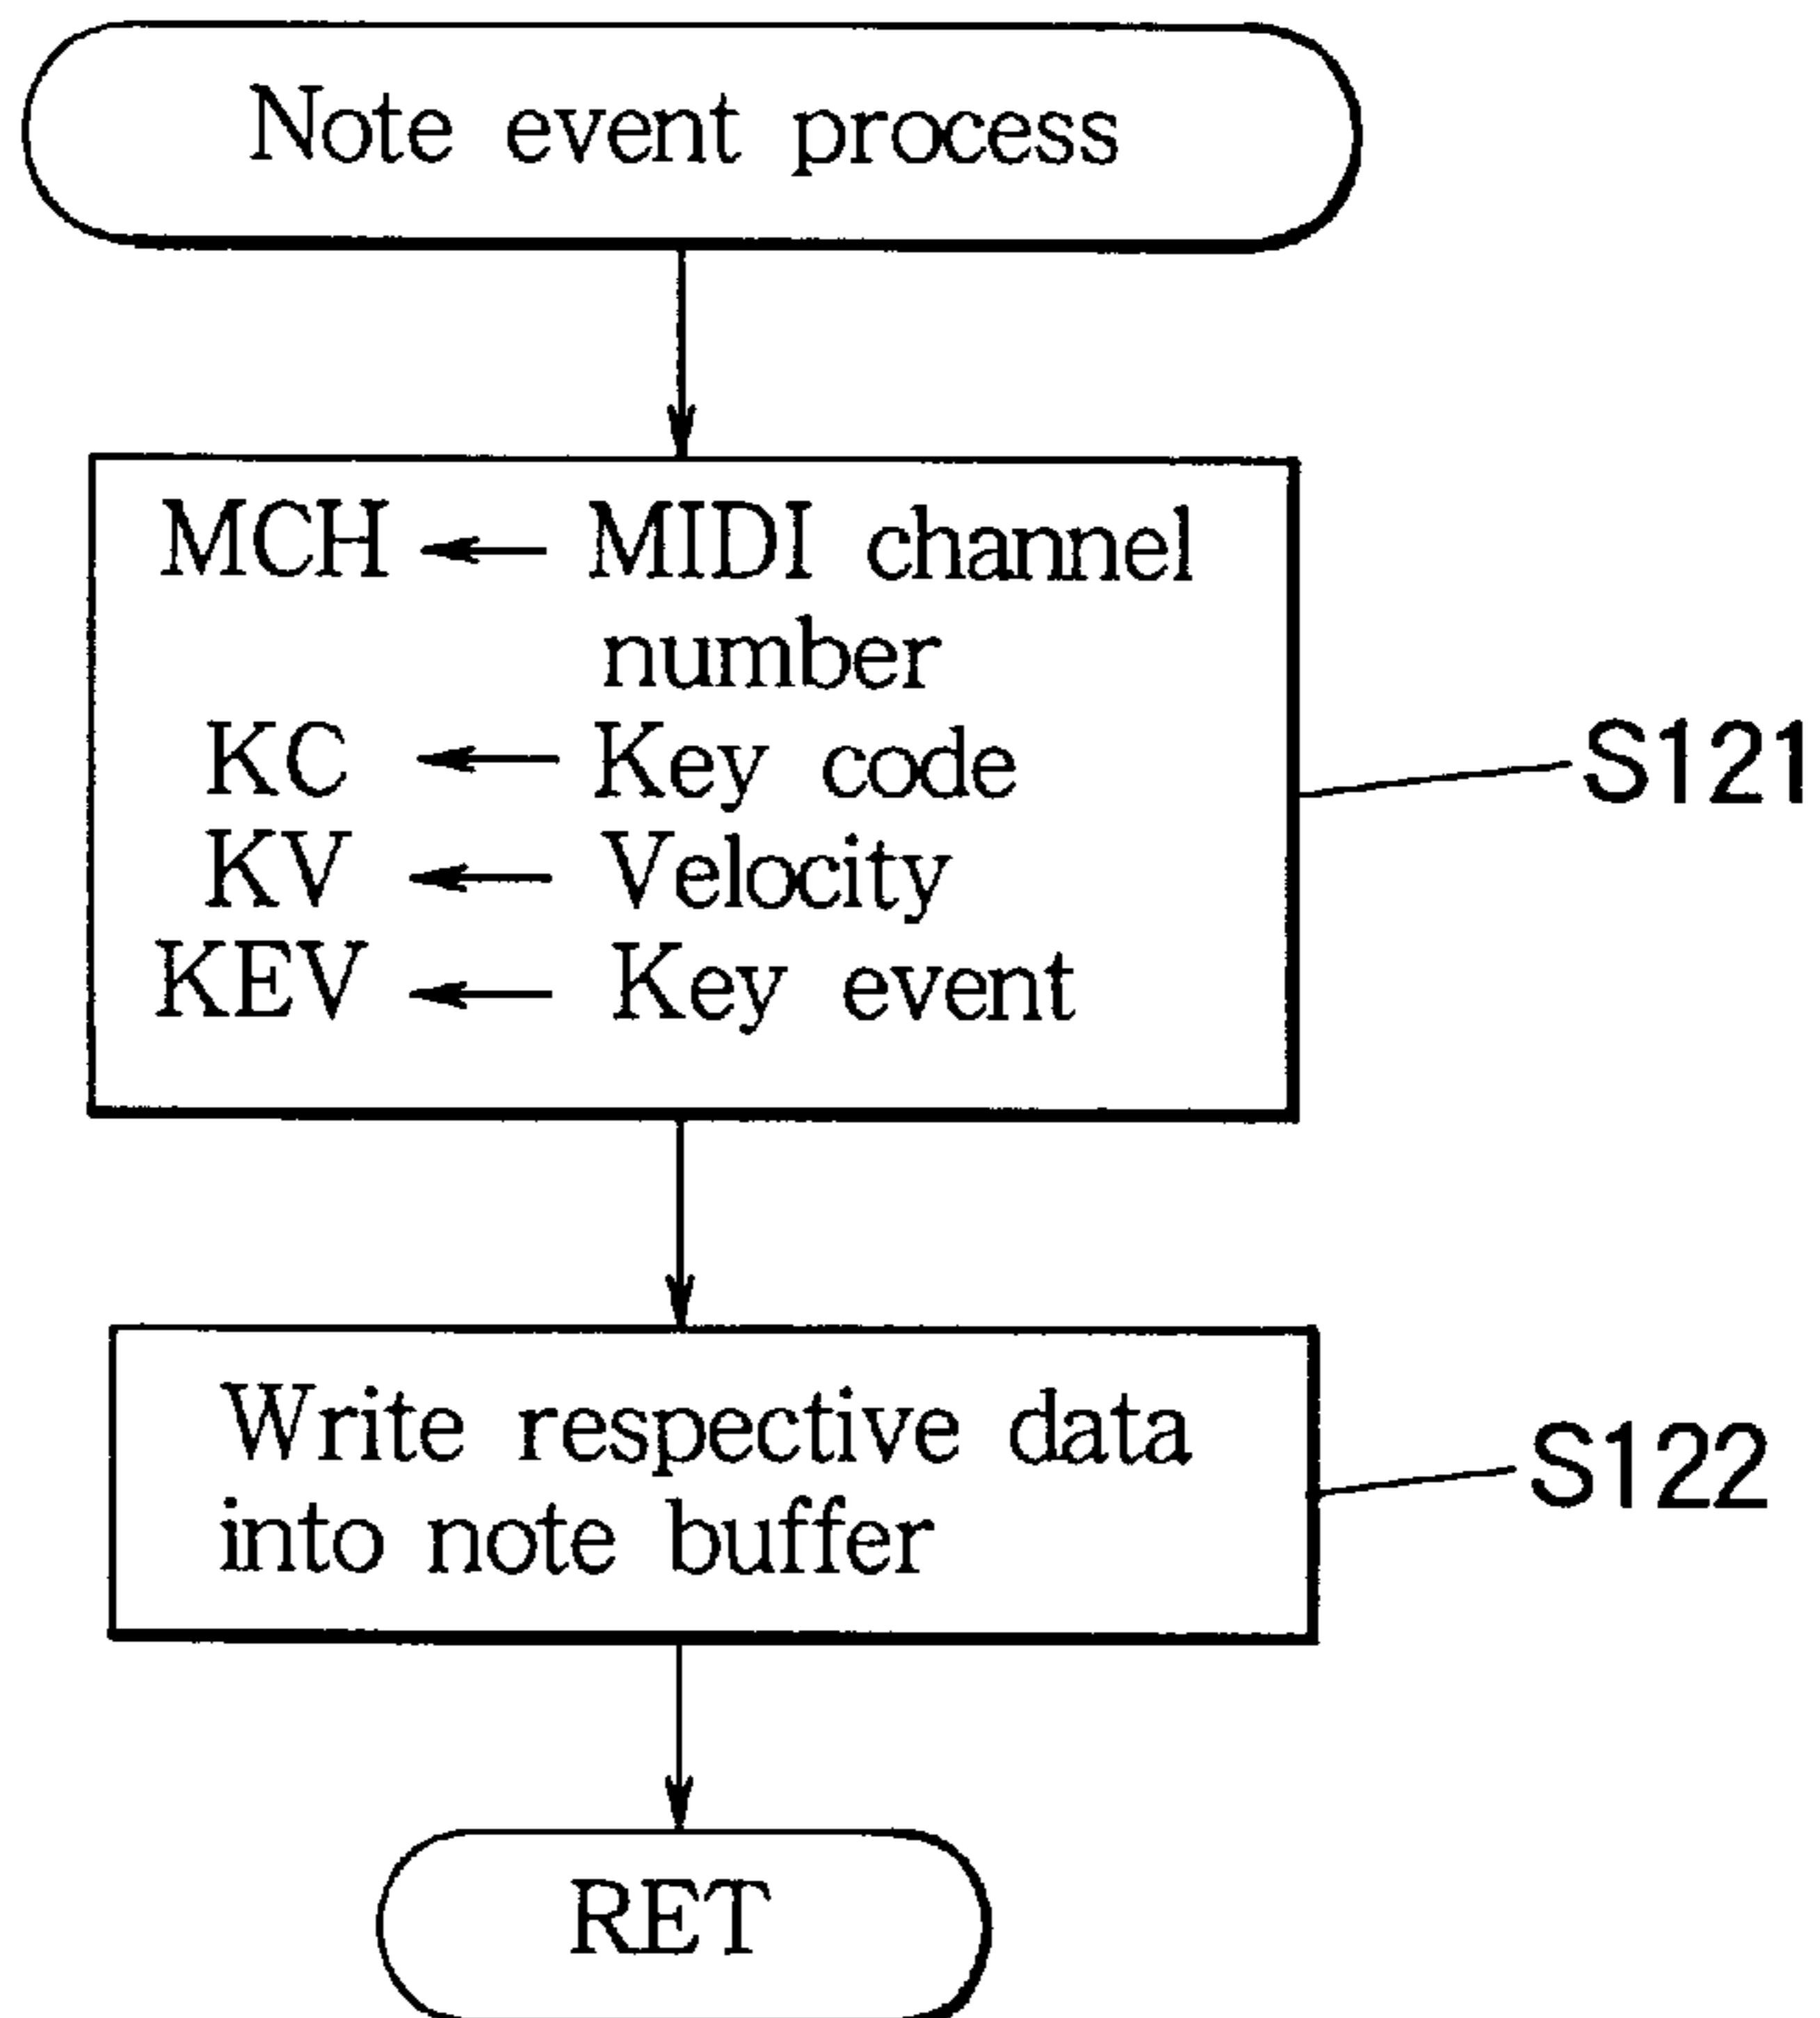 Note event process
MCH ← MIDI channel
number
KC ← Key code
KV ← Velocity
KEV ← Key event
S121
Write respective data
into note buffer
S122
RET